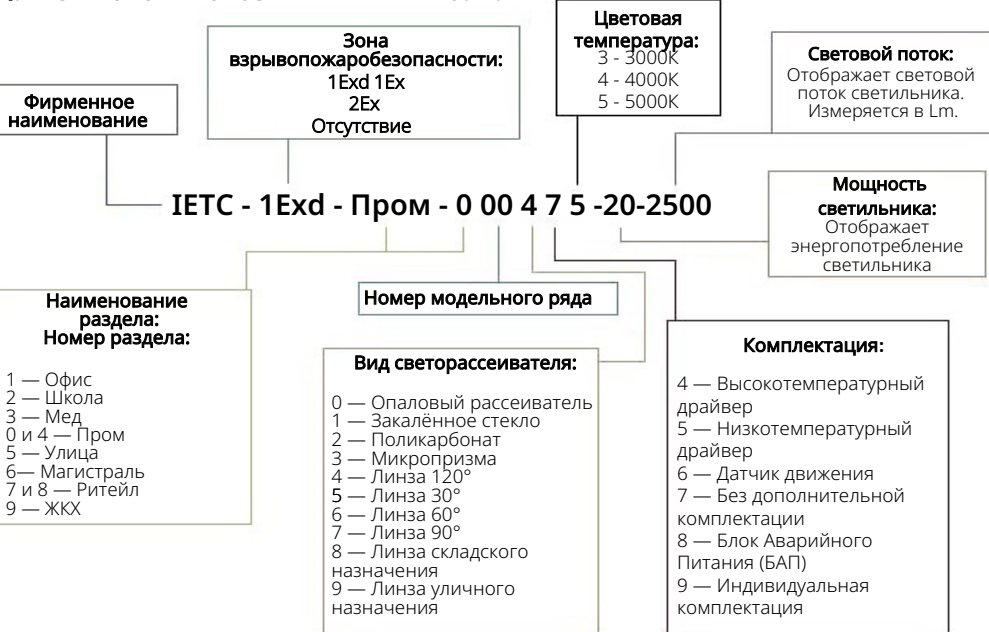 Фирменное
наименование
Зона
взрывопожаробезопасности:
1Exd 1Ex
2Ex
Отсутствие
Цветовая
температура:
3 - 3000К
4 - 4000К
5 - 5000К
Световой поток:
Отображает световой
поток светильника.
Измеряется в Lm.
IETC - 1Exd - Пром - 0 00 4 7 5 -20-2500
Мощность
светильника:
Отображает
энергопотребление
светильника
Наименование
раздела:
Номер раздела:
1 — Офис
2 — Школа
3 — Мед
0 и 4 — Пром
5 — Улица
6— Магистраль
7 и 8 — Ритейл
9 — ЖКХ
Номер модельного ряда
Вид светорассеивателя:
0 — Опаловый рассеиватель
1 — Закалённое стекло
2 — Поликарбонат
3 — Микропризма
4 — Линза 120°
5 — Линза 30°
6 — Линза 60°
7 — Линза 90°
8 — Линза складского
назначения
9 — Линза уличного
назначения
Комплектация:
4 — Высокотемпературный
драйвер
5 — Низкотемпературный
драйвер
6 — Датчик движения
7 — Без дополнительной
комплектации
8 — Блок Аварийного
Питания (БАП)
9 — Индивидуальная
комплектация